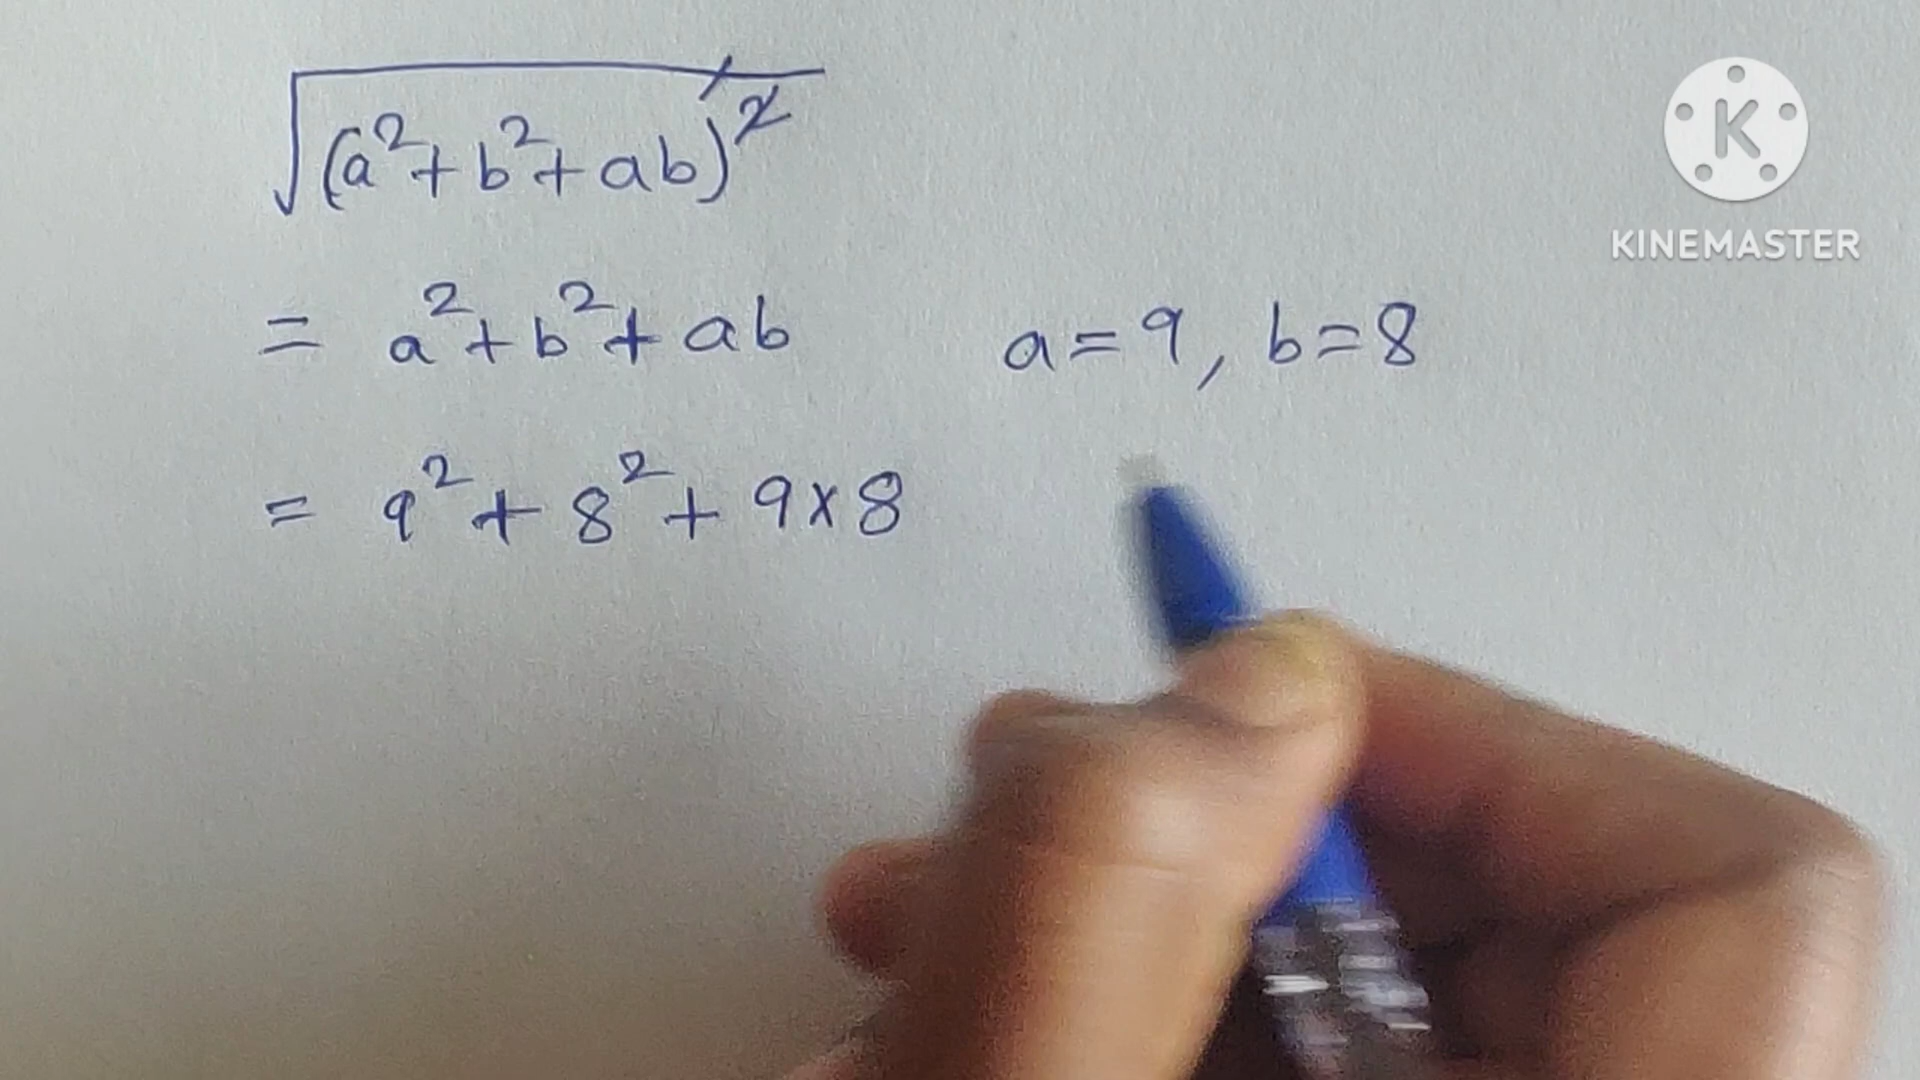 √(a²+b²+ab)²
= a²+b²+ab a=9, b=8
= 9²+8²+9×8
K
KINEMASTER